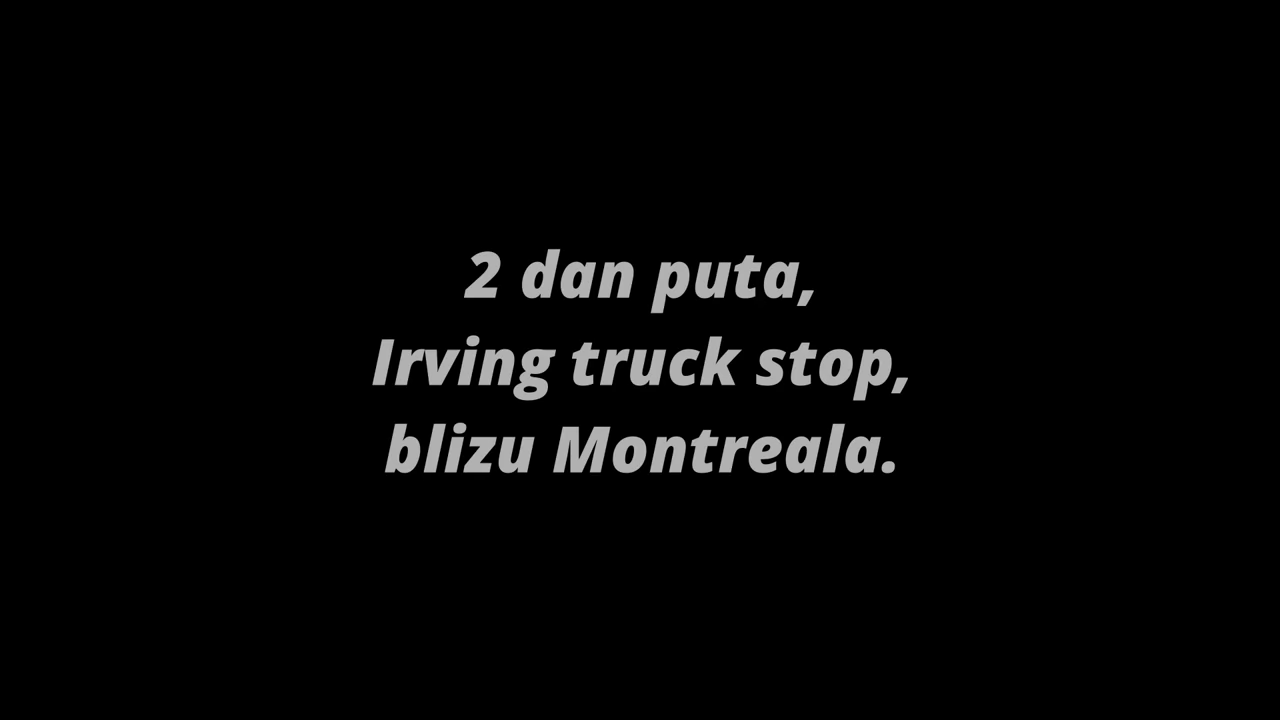 2 dan puta,
Irving truck stop,
blizu Montreala.